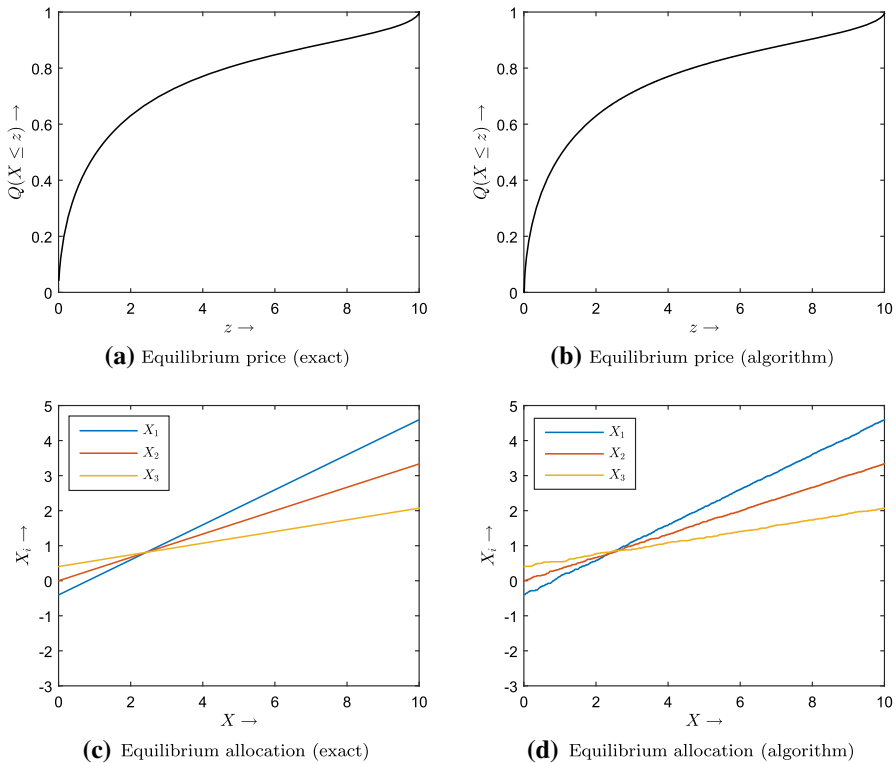 1
0.8
0.6
0.4
0.2
0
Q(X ≤ z) →
0 2 4 6 8 10
z →
(a) Equilibrium price (exact)
1
0.8
0.6
0.4
0.2
0
Q(X ≤ z) →
0 2 4 6 8 10
z →
(b) Equilibrium price (algorithm)
5
4
3
2
1
0
-1
-2
-3
X_i →
X_1
X_2
X_3
0 2 4 6 8 10
X →
(c) Equilibrium allocation (exact)
5
4
3
2
1
0
-1
-2
-3
X_i →
X_1
X_2
X_3
0 2 4 6 8 10
X →
(d) Equilibrium allocation (algorithm)